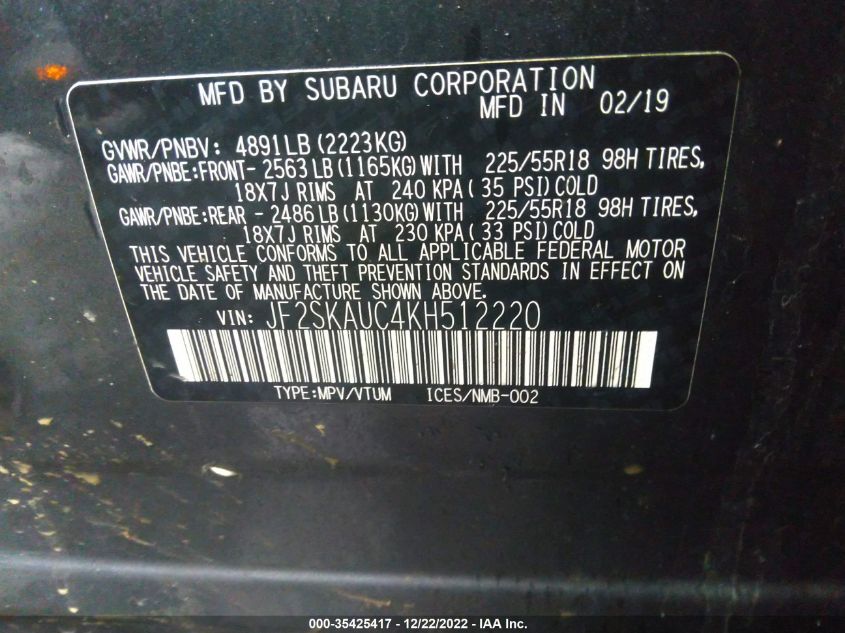 MFD BY SUBARU CORPORATION
MFD IN 02/19
GVWR/PNBV: 4891LB (2223KG)
GAWR/PNBE:FRONT- 2563 LB (1165KG) WITH 225/55R18 98H TIRES,
18X7J RIMS AT 240 KPA( 35 PSI) COLD
GAWR/PNBE:REAR - 2486 LB (1130KG) WITH 225/55R18 98H TIRES,
18X7J RIMS AT 230 KPA( 33 PSI) COLD
THIS VEHICLE CONFORMS TO ALL APPLICABLE FEDERAL MOTOR
VEHICLE SAFETY AND THEFT PREVENTION STANDARDS IN EFFECT ON
THE DATE OF MANUFACTURE SHOWN ABOVE.
VIN: JF2SKAUC4KH512220
TYPE:MPV/VTUM ICES/NMB-002
000-35425417 - 12/22/2022 - IAA Inc.